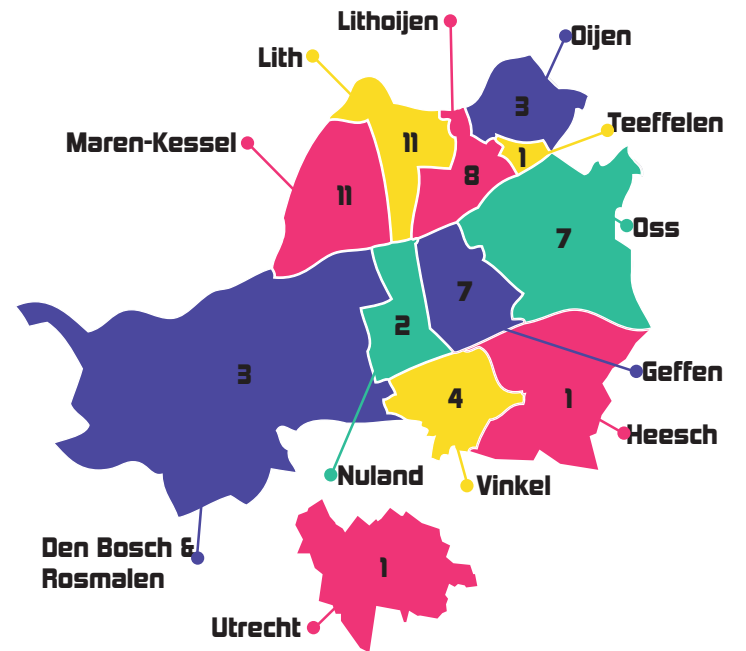 Lithoijen
Oijen
Lith
3
Teeffelen
Maren-Kessel
11
1
8
11
Oss
7
7
2
3
Geffen
4
1
Heesch
Nuland
Vinkel
Den Bosch &
Rosmalen
1
Utrecht